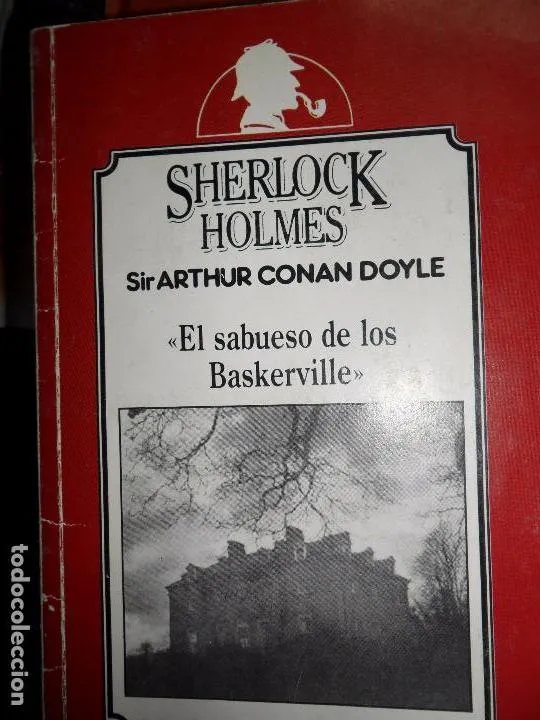 SHERLOCK
HOLMES
Sir ARTHUR CONAN DOYLE
«El sabueso de los
Baskerville»
todocoleccion